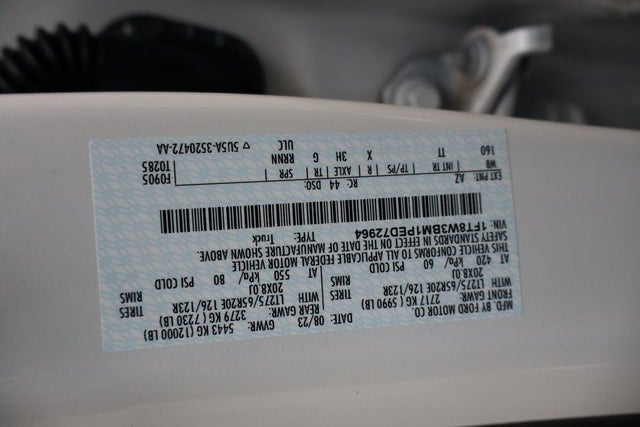 MFD. BY FORD MOTOR CO.
DATE: 08/23 GVWR: 5443 KG (12000 LB)
FRONT GAWR: 2717 KG (5990 LB)
REAR GAWR: 3279 KG (7230 LB)
WITH LT275/65R20E 126/123R TIRES
WITH LT275/65R20E 126/123R TIRES
20X8.0J RIMS
20X8.0J RIMS
AT 420 kPa/ 60 PSI COLD
AT 550 kPa/ 80 PSI COLD
THIS VEHICLE CONFORMS TO ALL APPLICABLE FEDERAL MOTOR VEHICLE
SAFETY STANDARDS IN EFFECT ON THE DATE OF MANUFACTURE SHOWN ABOVE.
VIN: 1FT8W3BM1PED72964
TYPE: Truck
EXT PNT: AZ RC: 44 DSO: F0905
WB | INTR TR | TP/PS | R | AXLE | TR | SPR T0285
160 TT X 3H G RRNN
ULC ▽ 5USA-3520472-AA